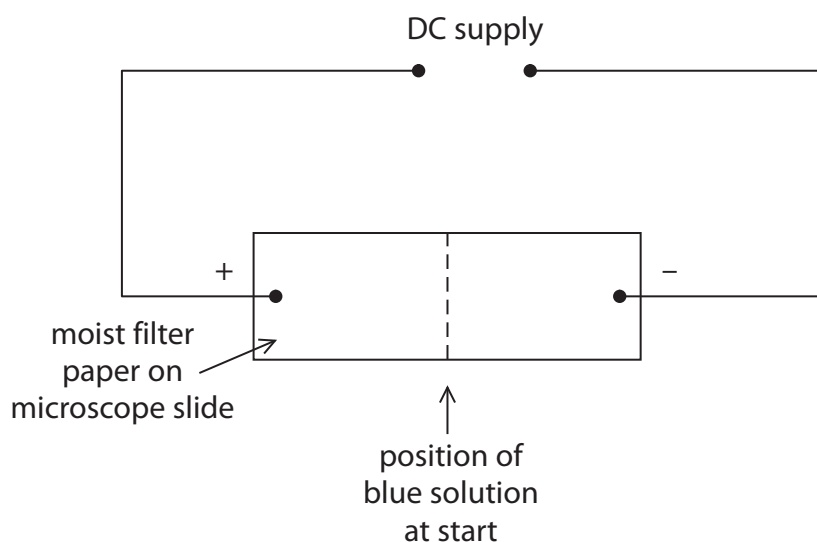 DC supply
+
–
moist filter
paper on
microscope slide
position of
blue solution
at start